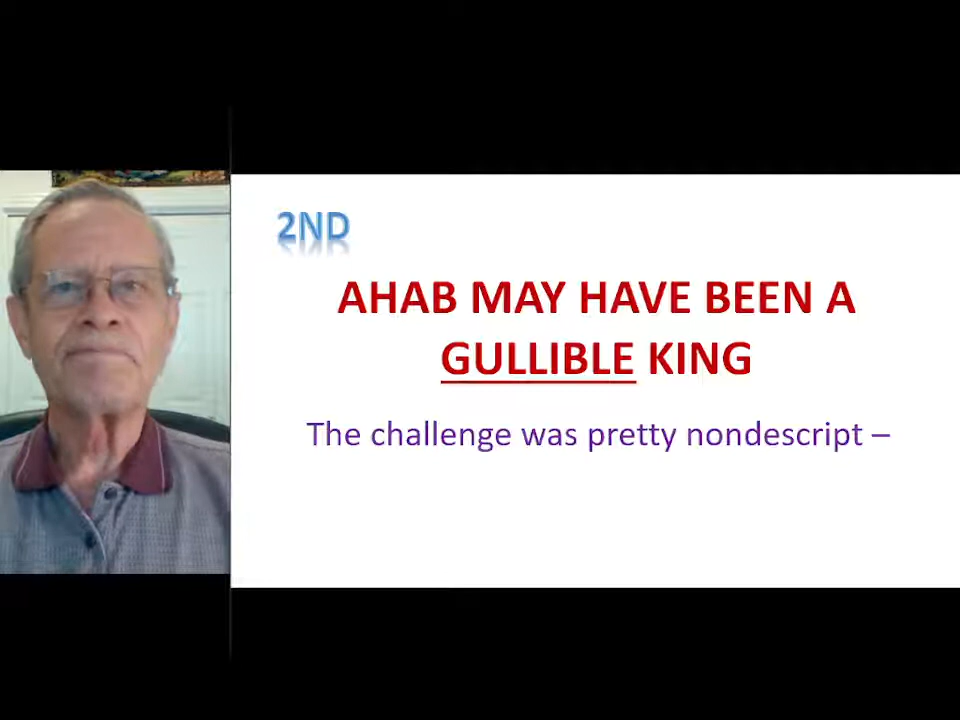 2ND
AHAB MAY HAVE BEEN A
GULLIBLE KING
The challenge was pretty nondescript –